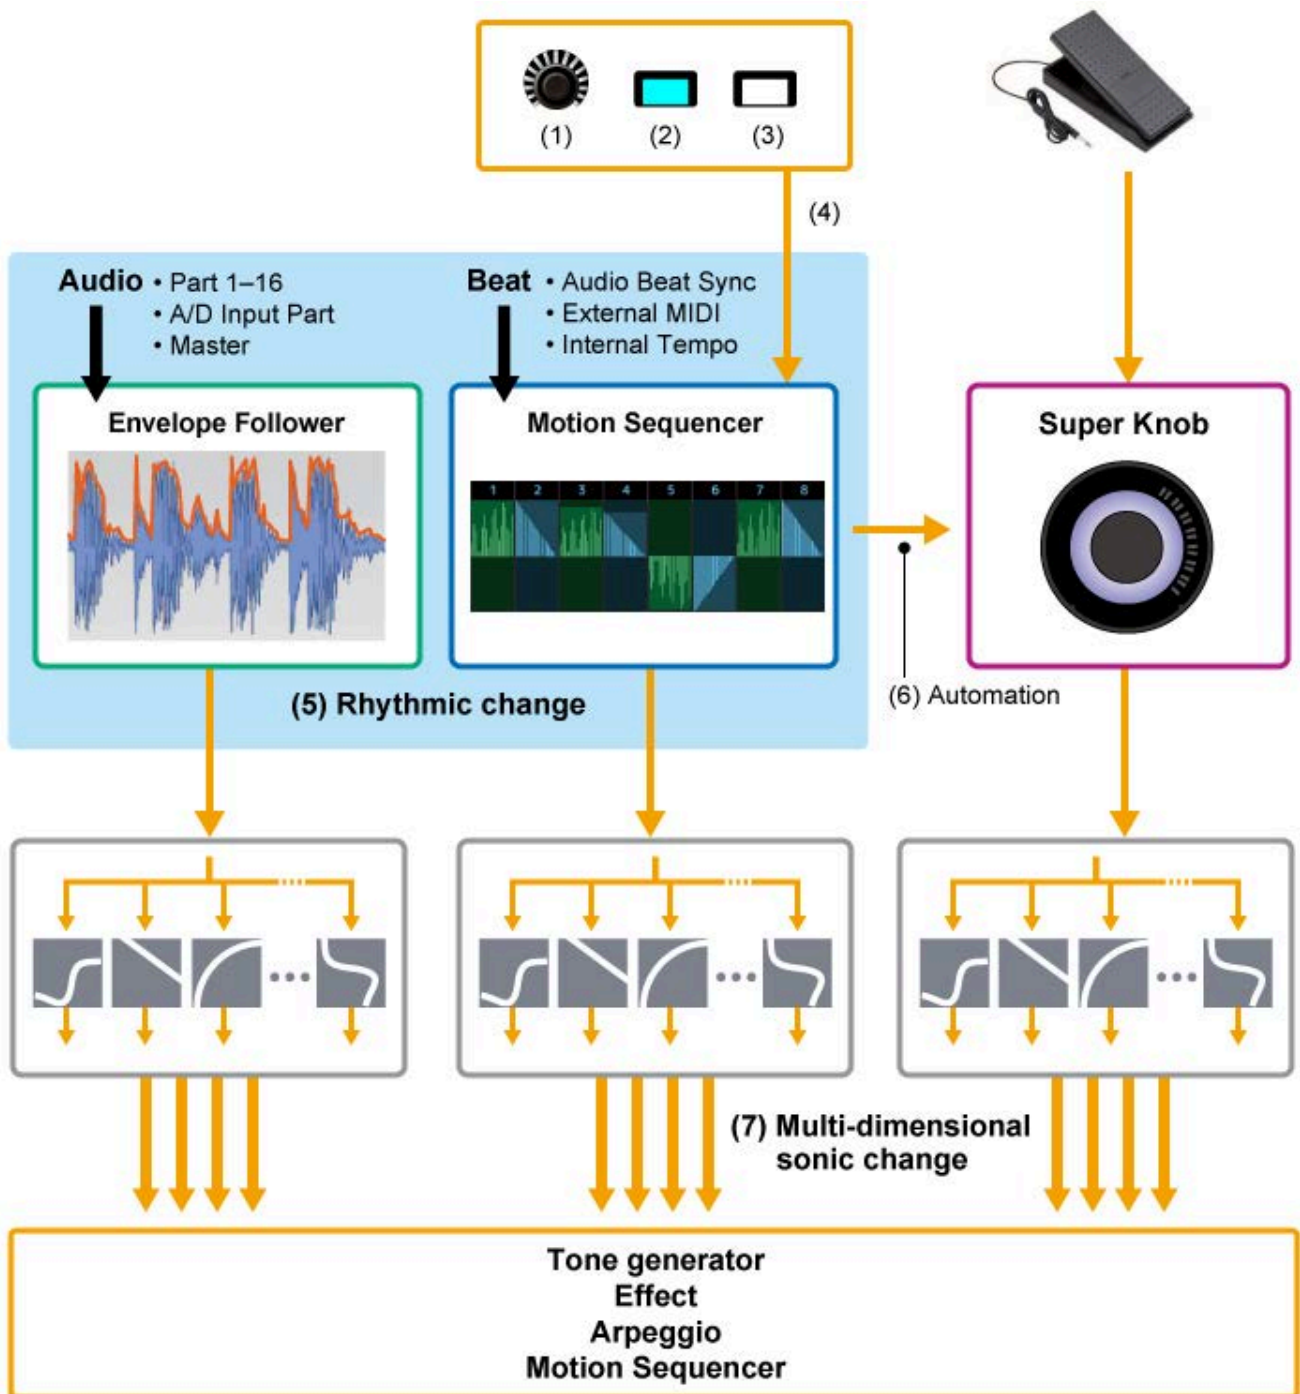 (1)
(2)
(3)
(4)
Audio
• Part 1–16
• A/D Input Part
• Master
Beat
• Audio Beat Sync
• External MIDI
• Internal Tempo
Envelope Follower
Motion Sequencer
1 2 3 4 5 6 7 8
Super Knob
(5) Rhythmic change
(6) Automation
(7) Multi-dimensional
sonic change
Tone generator
Effect
Arpeggio
Motion Sequencer